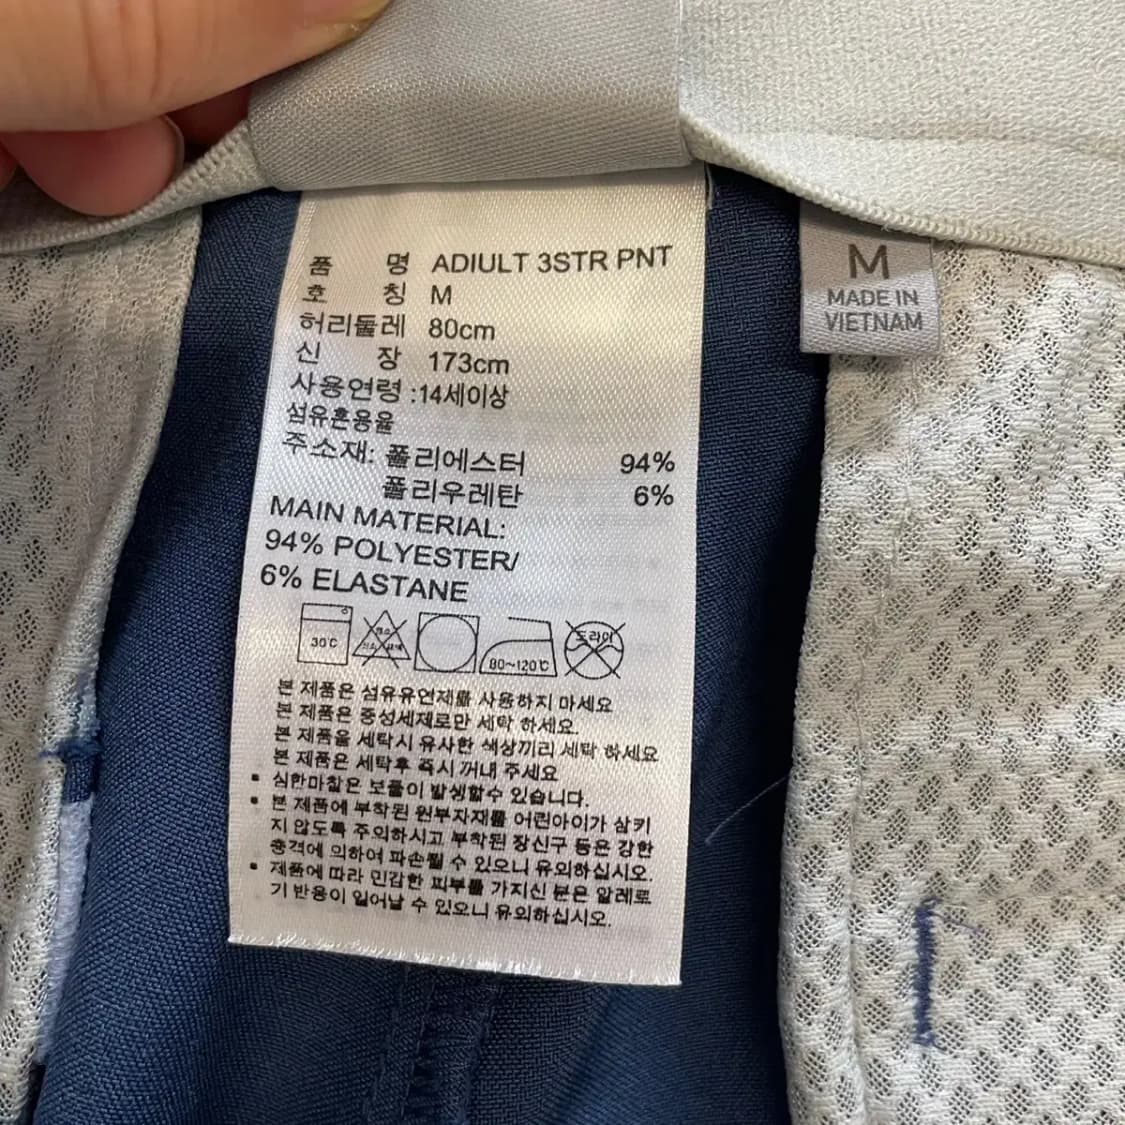 품 명 ADIULT 3STR PNT
호 칭 M
허리둘레 80cm
신 장 173cm
사용연령 :14세이상
섬유혼용율
주소재: 폴리에스터 94%
폴리우레탄 6%
MAIN MATERIAL:
94% POLYESTER/
6% ELASTANE
30℃
80~120℃
드라이
본 제품은 섬유유연제를 사용하지 마세요
본 제품은 중성세제로만 세탁 하세요.
본 제품을 세탁시 유사한 색상끼리 세탁 하세요
본 제품은 세탁후 즉시 꺼내 주세요
▪ 심한마찰은 보풀이 발생할수 있습니다.
▪ 본 제품에 부착된 원부자재를 어린아이가 삼키
지 않도록 주의하시고 부착된 장신구 등은 강한
충격에 의하여 파손될 수 있으니 유의하십시오.
▪ 제품에 따라 민감한 피부를 가지신 분은 알레르
기 반응이 일어날 수 있으니 유의하십시오.
M
MADE IN
VIETNAM